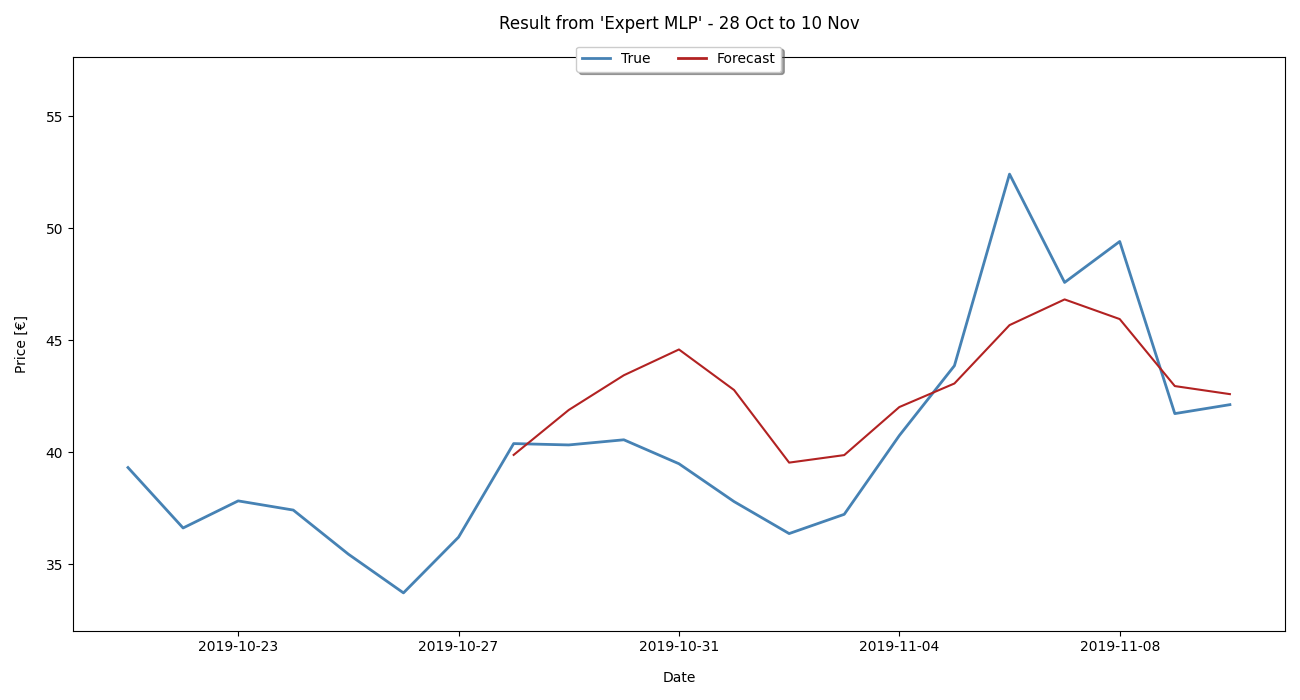 Result from 'Expert MLP' - 28 Oct to 10 Nov
True Forecast
Price [€]
55
50
45
40
35
2019-10-23 2019-10-27 2019-10-31 2019-11-04 2019-11-08
Date